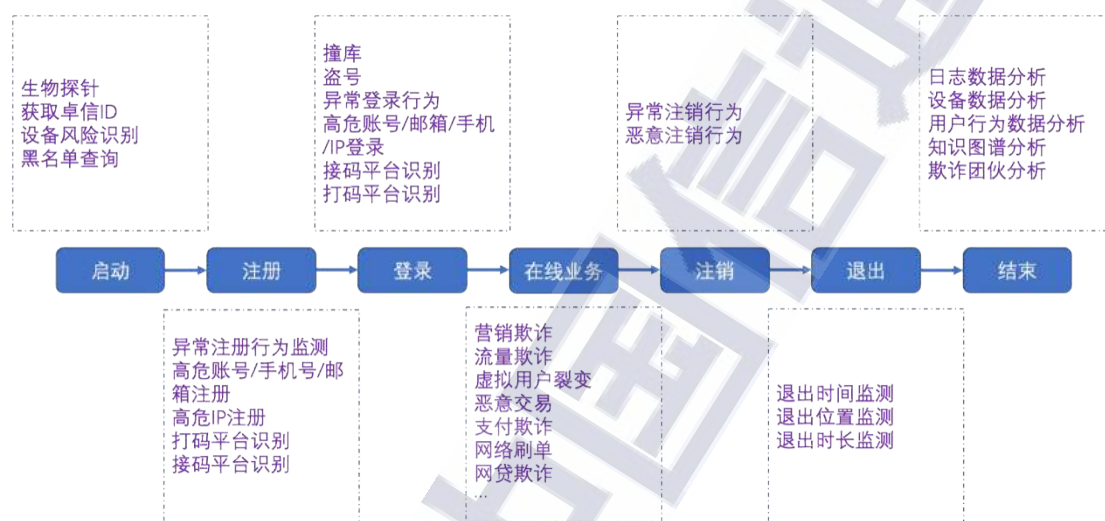 生物探针
获取卓信ID
设备风险识别
黑名单查询
撞库
盗号
异常登录行为
高危账号/邮箱/手机
/IP登录
接码平台识别
打码平台识别
异常注销行为
恶意注销行为
日志数据分析
设备数据分析
用户行为数据分析
知识图谱分析
欺诈团伙分析
启动
注册
登录
在线业务
注销
退出
结束
异常注册行为监测
高危账号/手机号/邮
箱注册
高危IP注册
打码平台识别
接码平台识别
营销欺诈
流量欺诈
虚拟用户裂变
恶意交易
支付欺诈
网络刷单
网贷欺诈
...
退出时间监测
退出位置监测
退出时长监测